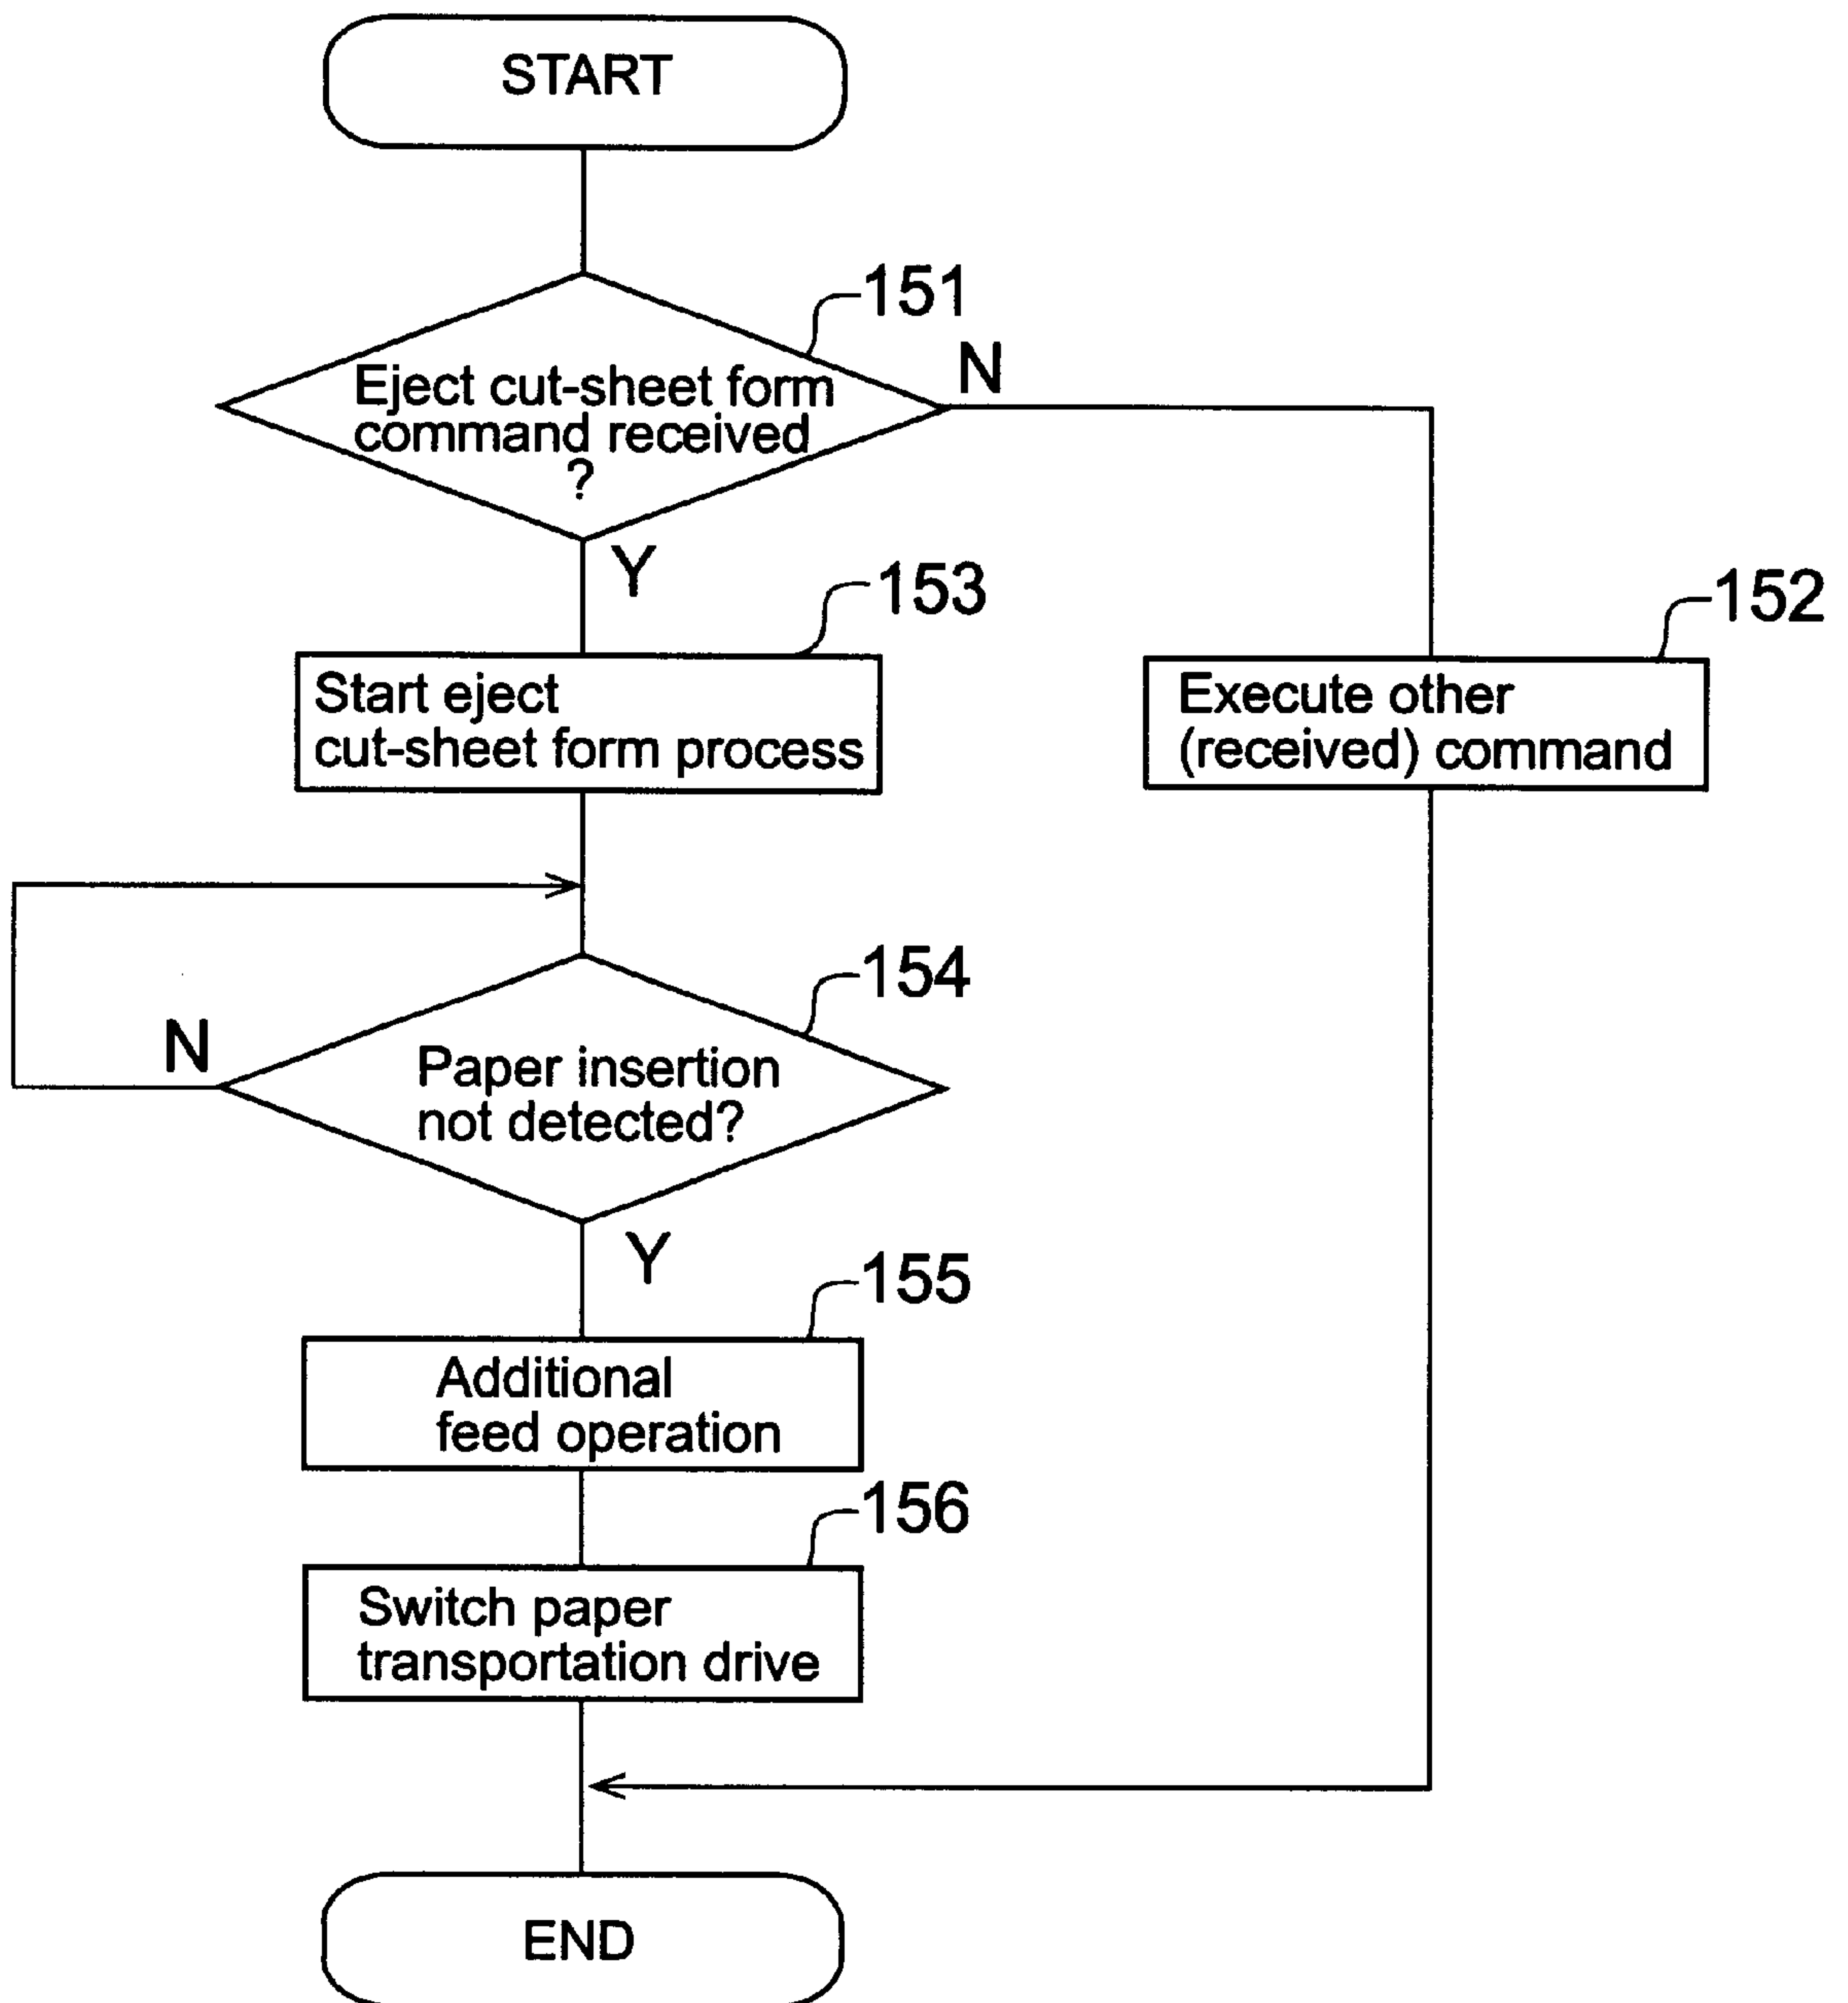 START
151
N
Eject cut-sheet form
command received
?
Y
153
152
Start eject
cut-sheet form process
Execute other
(received) command
154
N
Paper insertion
not detected?
Y
155
Additional
feed operation
156
Switch paper
transportation drive
END